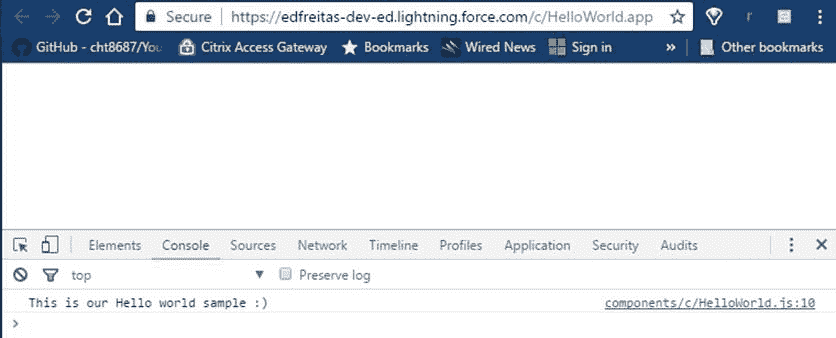 Secure https://edfreitas-dev-ed.lightning.force.com/c/HelloWorld.app r
GitHub - cht8687/You Citrix Access Gateway Bookmarks Wired News Sign in » Other bookmarks
Elements Console Sources Network Timeline Profiles Application Security Audits
top Preserve log
This is our Hello world sample :) components/c/HelloWorld.js:10
>